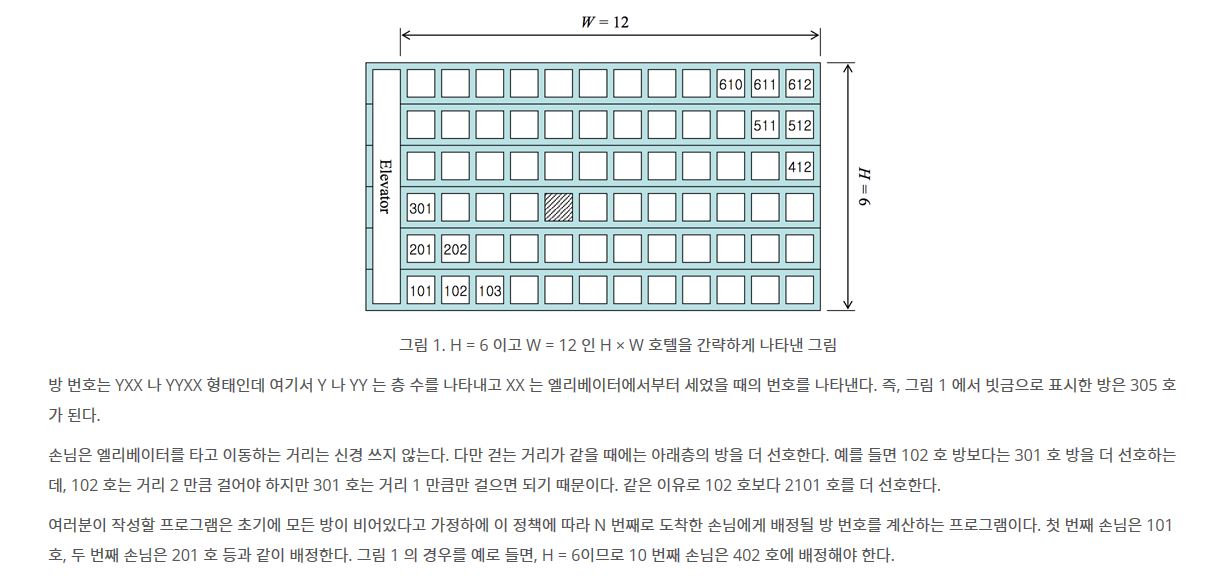 W = 12
610 611 612
511 512
412
Elevator
H = 6
301
201 202
101 102 103
그림 1. H = 6 이고 W = 12 인 H × W 호텔을 간략하게 나타낸 그림
방 번호는 YXX 나 YYXX 형태인데 여기서 Y 나 YY 는 층 수를 나타내고 XX 는 엘리베이터에서부터 세었을 때의 번호를 나타낸다. 즉, 그림 1 에서 빗금으로 표시한 방은 305 호
가 된다.
손님은 엘리베이터를 타고 이동하는 거리는 신경 쓰지 않는다. 다만 걷는 거리가 같을 때에는 아래층의 방을 더 선호한다. 예를 들면 102 호 방보다는 301 호 방을 더 선호하는
데, 102 호는 거리 2 만큼 걸어야 하지만 301 호는 거리 1 만큼만 걸으면 되기 때문이다. 같은 이유로 102 호보다 2101 호를 더 선호한다.
여러분이 작성할 프로그램은 초기에 모든 방이 비어있다고 가정하에 이 정책에 따라 N 번째로 도착한 손님에게 배정될 방 번호를 계산하는 프로그램이다. 첫 번째 손님은 101
호, 두 번째 손님은 201 호 등과 같이 배정한다. 그림 1 의 경우를 예로 들면, H = 6이므로 10 번째 손님은 402 호에 배정해야 한다.